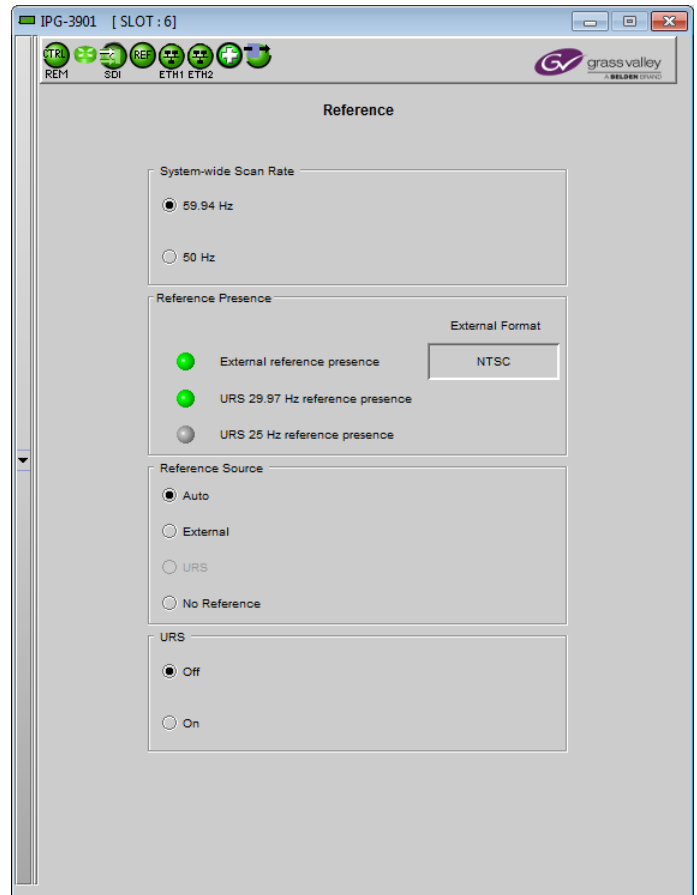 IPG-3901 [ SLOT : 6]
CTRL REF
REM SDI ETH1 ETH2
GV grass valley
A BELDEN BRAND
Reference
System-wide Scan Rate
59.94 Hz
50 Hz
Reference Presence
External Format
External reference presence NTSC
URS 29.97 Hz reference presence
URS 25 Hz reference presence
Reference Source
Auto
External
URS
No Reference
URS
Off
On